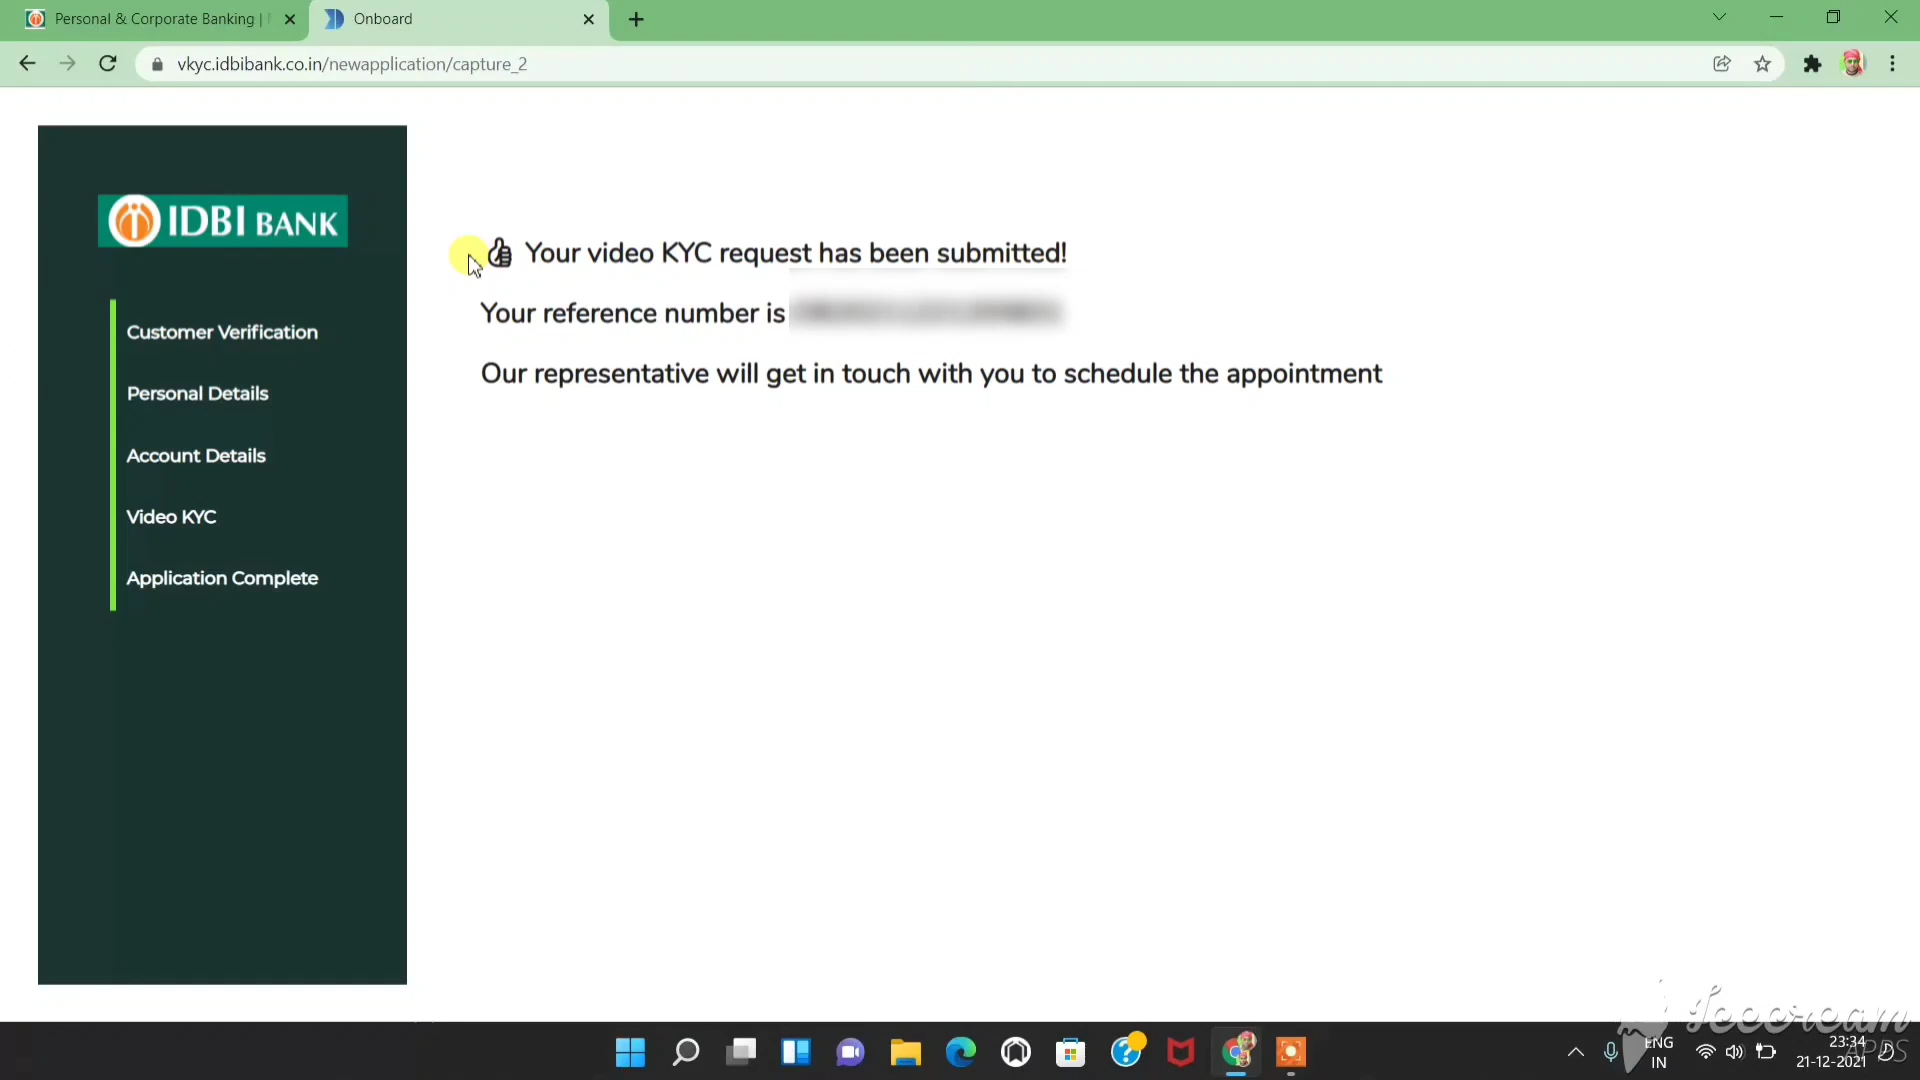 Personal & Corporate Banking |
Onboard
vkyc.idbibank.co.in/newapplication/capture_2
IDBI BANK
Your video KYC request has been submitted!
Your reference number is
Our representative will get in touch with you to schedule the appointment
Customer Verification
Personal Details
Account Details
Video KYC
Application Complete
Icecream
APPS
ENG
IN
23:34
21-12-2021